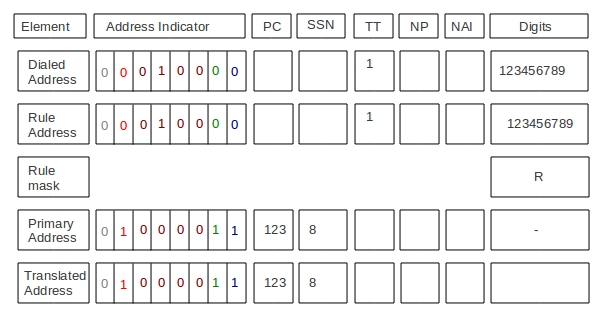 Element Address Indicator PC SSN TT NP NAI Digits
Dialed
Address 0 0 0 1 0 0 0 0 1 123456789
Rule
Address 0 0 0 1 0 0 0 0 1 123456789
Rule
mask R
Primary
Address 0 1 0 0 0 0 1 1 123 8 -
Translated
Address 0 1 0 0 0 0 1 1 123 8